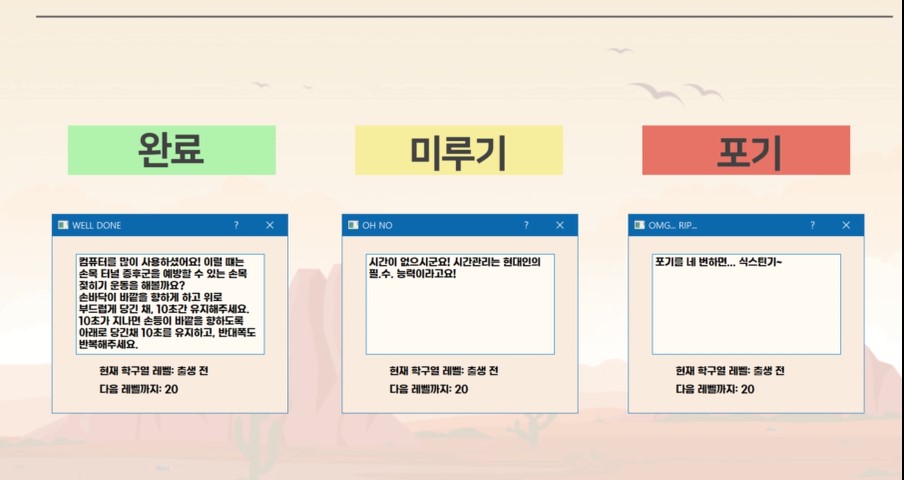 완료
미루기
포기
WELL DONE
컴퓨터를 많이 사용하셨어요! 이럴 때는
손목 터널 증후군을 예방할 수 있는 손목
젖히기 운동을 해볼까요?
손바닥이 바깥을 향하게 하고 위로
부드럽게 당긴 채, 10초간 유지해주세요.
10초가 지나면 손등이 바깥을 향하도록
아래로 당긴채 10초를 유지하고, 반대쪽도
반복해주세요.
현재 학구열 레벨: 출생 전
다음 레벨까지: 20
OH NO
시간이 없으시군요! 시간관리는 현대인의
필.수. 능력이라고요!
현재 학구열 레벨: 출생 전
다음 레벨까지: 20
OMG... RIP...
포기를 네 번하면... 식스틴기~
현재 학구열 레벨: 출생 전
다음 레벨까지: 20